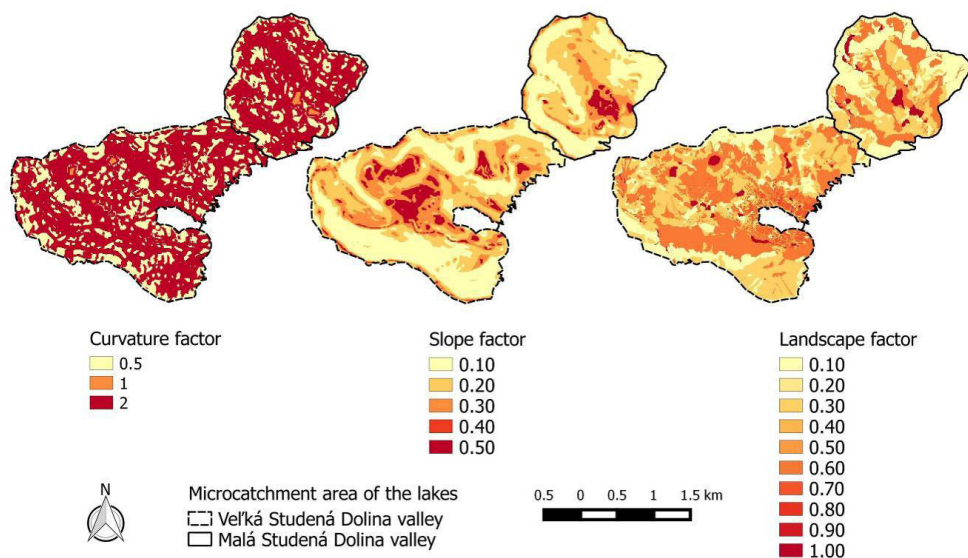 Curvature factor
0.5
1
2
Slope factor
0.10
0.20
0.30
0.40
0.50
Landscape factor
0.10
0.20
0.30
0.40
0.50
0.60
0.70
0.80
0.90
1.00
N
Microcatchment area of the lakes
Veľká Studená Dolina valley
Malá Studená Dolina valley
0.5 0 0.5 1 1.5 km